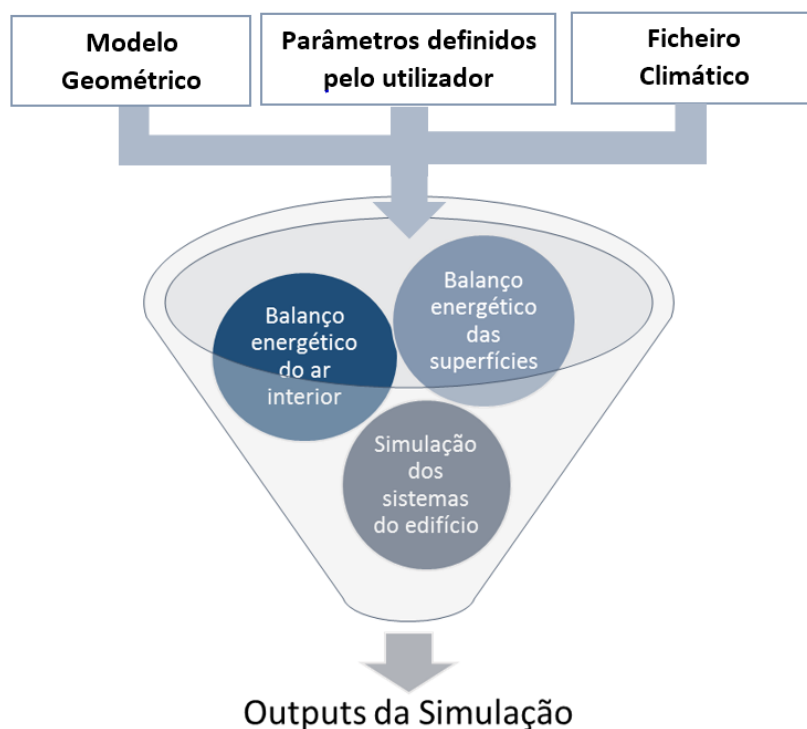 Modelo
Geométrico
Parâmetros definidos
pelo utilizador
Ficheiro
Climático
Balanço
energético
do ar
interior
Balanço
energético
das
superfícies
Simulação
dos
sistemas
do edifício
Outputs da Simulação